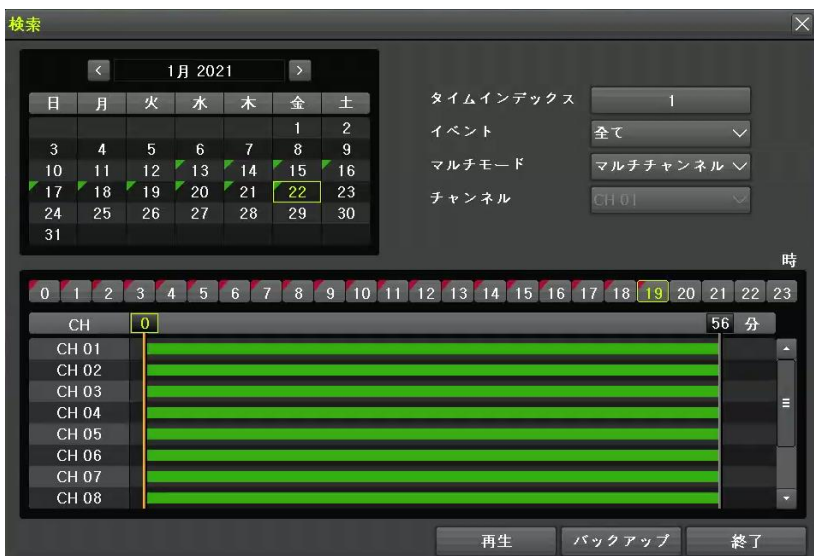 検索
1月 2021
日 月 火 水 木 金 土
1 2
3 4 5 6 7 8 9
10 11 12 13 14 15 16
17 18 19 20 21 22 23
24 25 26 27 28 29 30
31
タイムインデックス 1
イベント 全て
マルチモード マルチチャンネル
チャンネル CH 01
時
0 1 2 3 4 5 6 7 8 9 10 11 12 13 14 15 16 17 18 19 20 21 22 23
CH 0 56 分
CH 01
CH 02
CH 03
CH 04
CH 05
CH 06
CH 07
CH 08
再生 バックアップ 終了